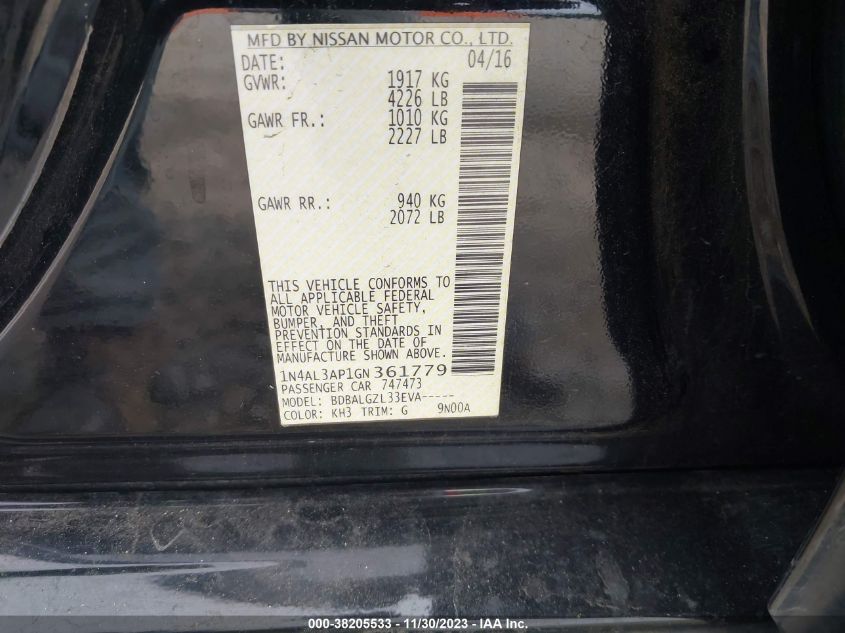 MFD BY NISSAN MOTOR CO., LTD.
DATE: 04/16
GVWR: 1917 KG
4226 LB
GAWR FR.: 1010 KG
2227 LB
GAWR RR.: 940 KG
2072 LB
THIS VEHICLE CONFORMS TO
ALL APPLICABLE FEDERAL
MOTOR VEHICLE SAFETY,
BUMPER, AND THEFT
PREVENTION STANDARDS IN
EFFECT ON THE DATE OF
MANUFACTURE SHOWN ABOVE.
1N4AL3AP1GN361779
PASSENGER CAR 747473
MODEL: BDBALGZL33EVA-----
COLOR: KH3 TRIM: G 9N00A
000-38205533 - 11/30/2023 - IAA Inc.